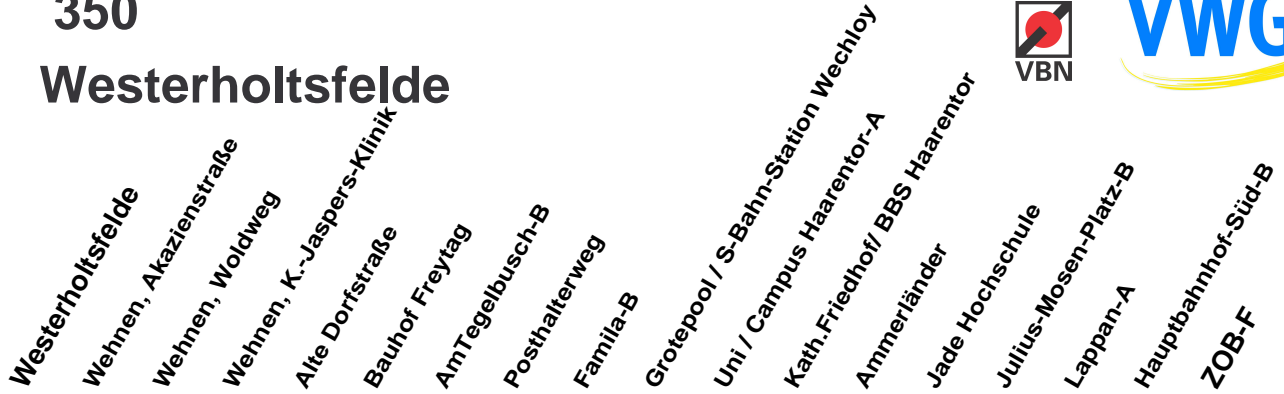 350
Westerholtsfelde
VBN
VWG
Westerholtsfelde
Wehnen, Akazienstraße
Wehnen, Woldweg
Wehnen, K.-Jaspers-Klinik
Alte Dorfstraße
Bauhof Freytag
AmTegelbusch-B
Posthalterweg
Famila-B
Grotepool / S-Bahn-Station Wechloy
Uni / Campus Haarentor-A
Kath.Friedhof/ BBS Haarentor
Ammerländer
Jade Hochschule
Julius-Mosen-Platz-B
Lappan-A
Hauptbahnhof-Süd-B
ZOB-F